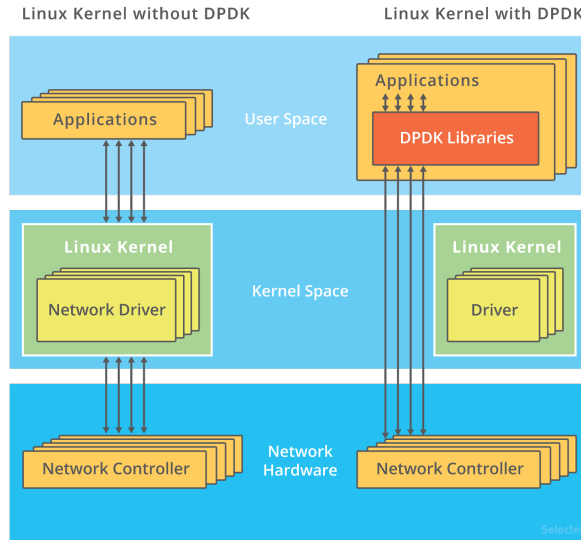 Linux Kernel without DPDK
Linux Kernel with DPDK
Applications
User Space
Applications
DPDK Libraries
Linux Kernel
Network Driver
Kernel Space
Linux Kernel
Driver
Network Controller
Network
Hardware
Network Controller